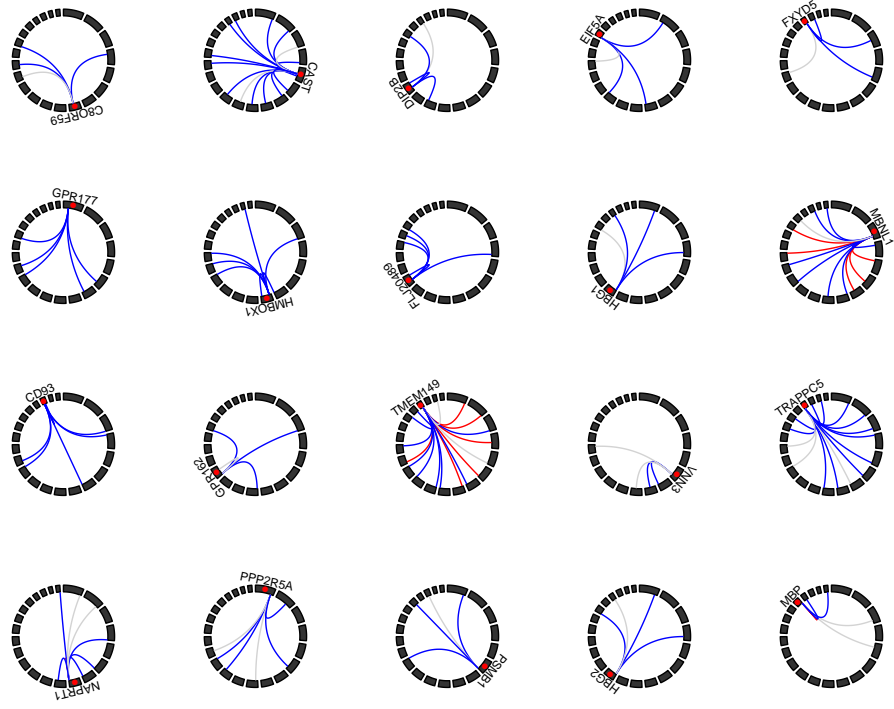 C8ORF59
CAST
DIP2B
EIF5A
FXYD5
GPR177
HMBOX1
FLJ20489
HBG1
MBNL1
CD93
GPR162
TMEM149
VNN3
TRAPPC5
NAPRT1
PPP2R5A
PSMB1
HBG2
MBP